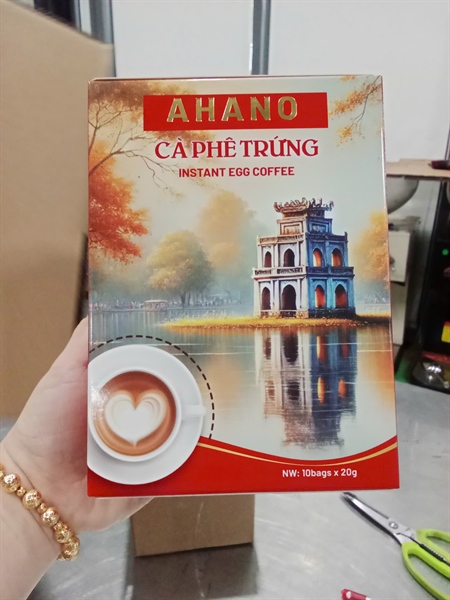 AHANO
CÀ PHÊ TRỨNG
INSTANT EGG COFFEE
NW: 10bags x 20g